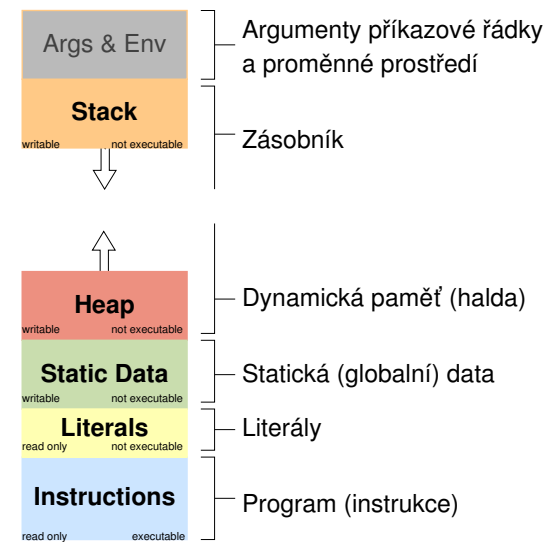 Args & Env
Argumenty příkazové řádky
a proměnné prostředí
Stack
writable not executable
Zásobník
Heap
writable not executable
Dynamická paměť (halda)
Static Data
writable not executable
Statická (globalní) data
Literals
read only not executable
Literály
Instructions
read only executable
Program (instrukce)